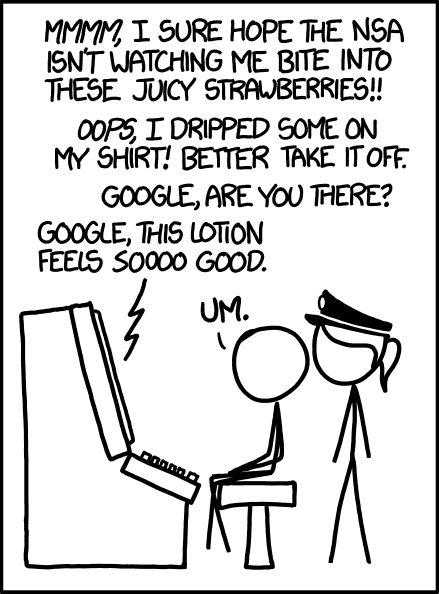 MMMM, I SURE HOPE THE NSA
ISN'T WATCHING ME BITE INTO
THESE JUICY STRAWBERRIES!!
OOPS, I DRIPPED SOME ON
MY SHIRT! BETTER TAKE IT OFF.
GOOGLE, ARE YOU THERE?
GOOGLE, THIS LOTION
FEELS SOOOO GOOD.
UM.